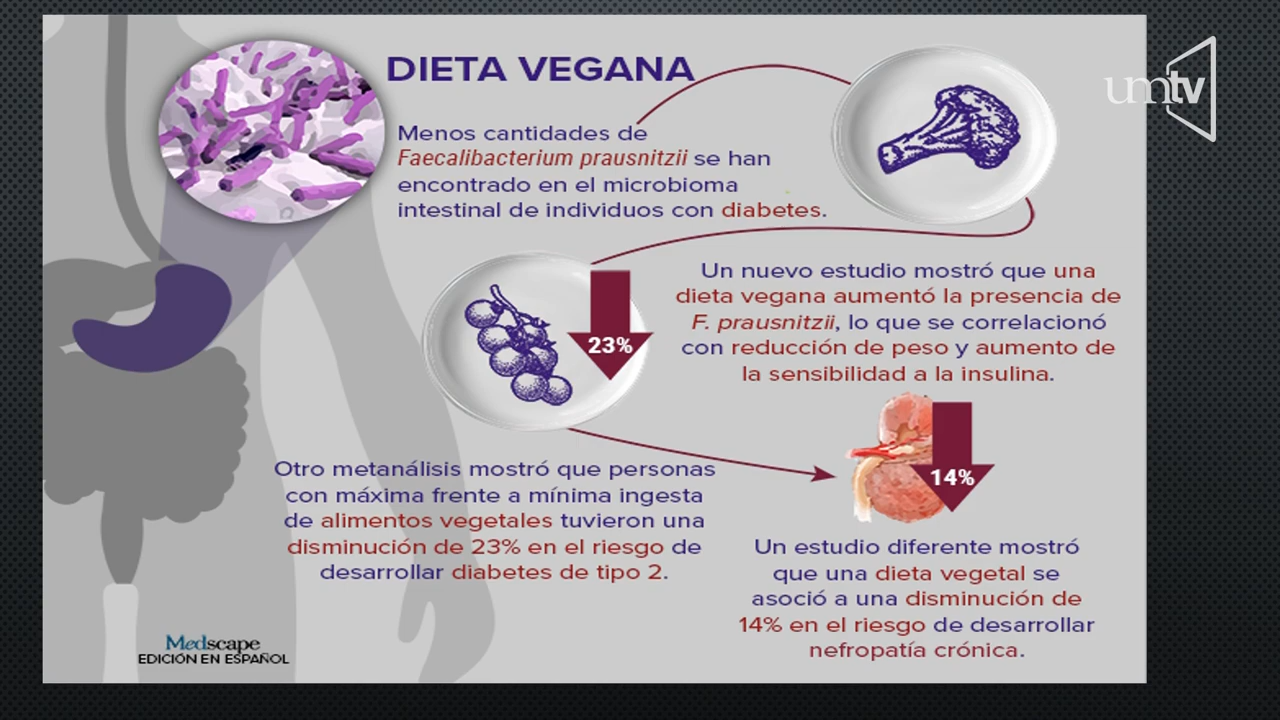 DIETA VEGANA
umtv
Menos cantidades de
Faecalibacterium prausnitzii se han
encontrado en el microbioma
intestinal de individuos con diabetes.
Un nuevo estudio mostró que una
dieta vegana aumentó la presencia de
F. prausnitzii, lo que se correlacionó
con reducción de peso y aumento de
la sensibilidad a la insulina.
23%
Otro metanálisis mostró que personas
con máxima frente a mínima ingesta
de alimentos vegetales tuvieron una
disminución de 23% en el riesgo de
desarrollar diabetes de tipo 2.
14%
Un estudio diferente mostró
que una dieta vegetal se
asoció a una disminución de
14% en el riesgo de desarrollar
nefropatía crónica.
Medscape
EDICIÓN EN ESPAÑOL